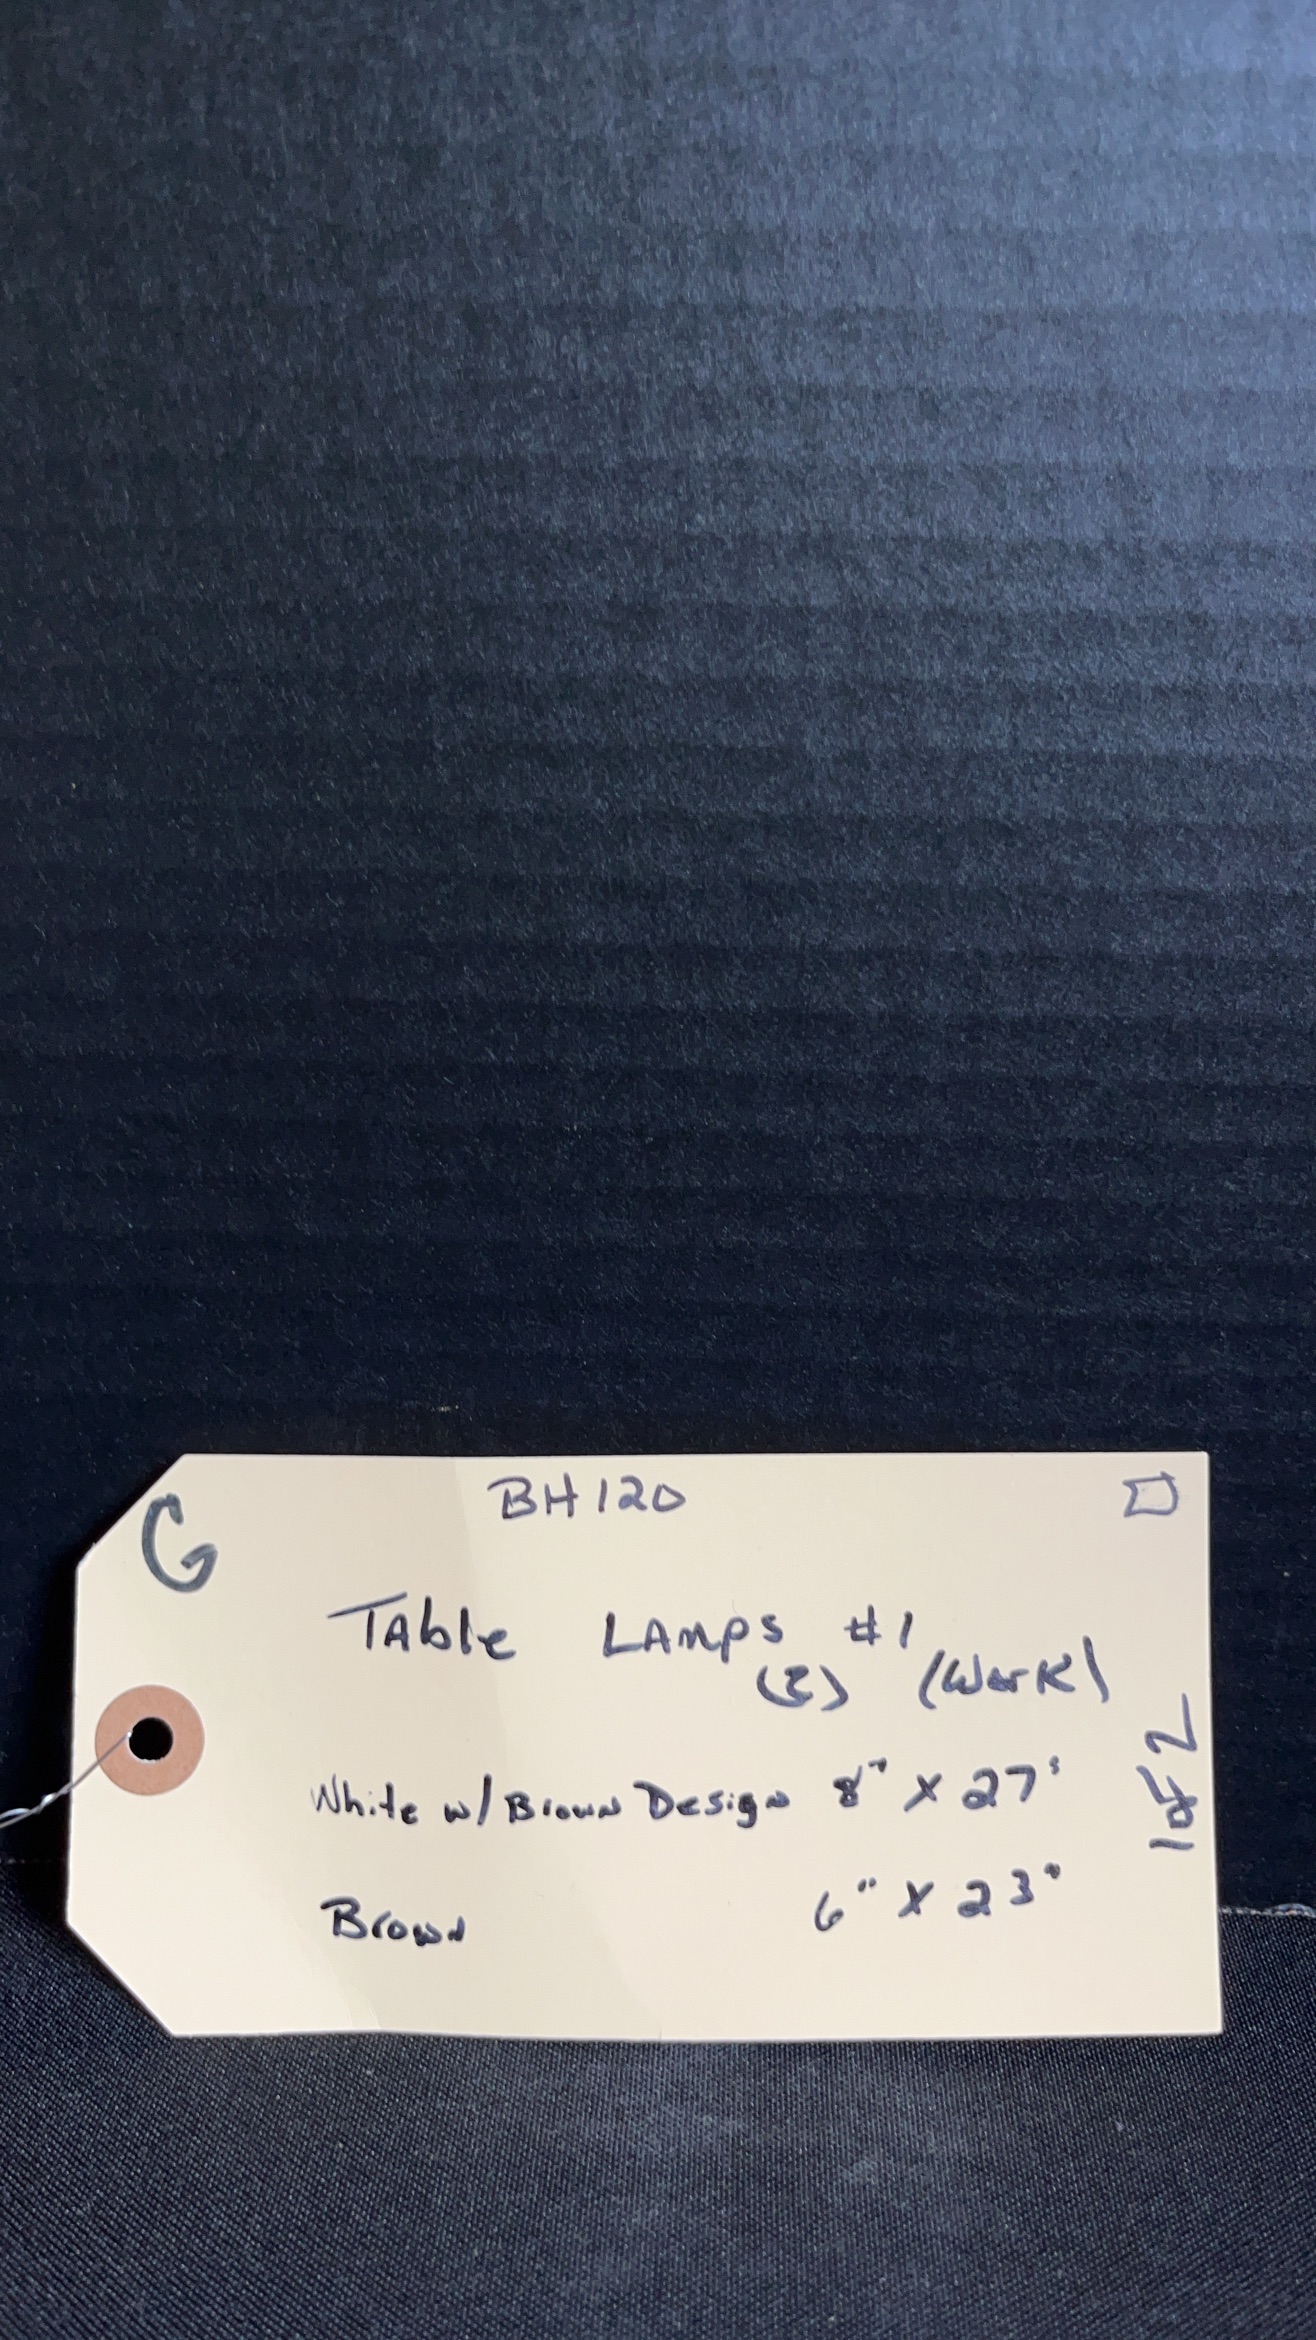 G
BH120
TAble LAmps #1
(2) (Work)
White w/ Brown Design 8" X 27"
Brown 6" X 23"
1 of 2